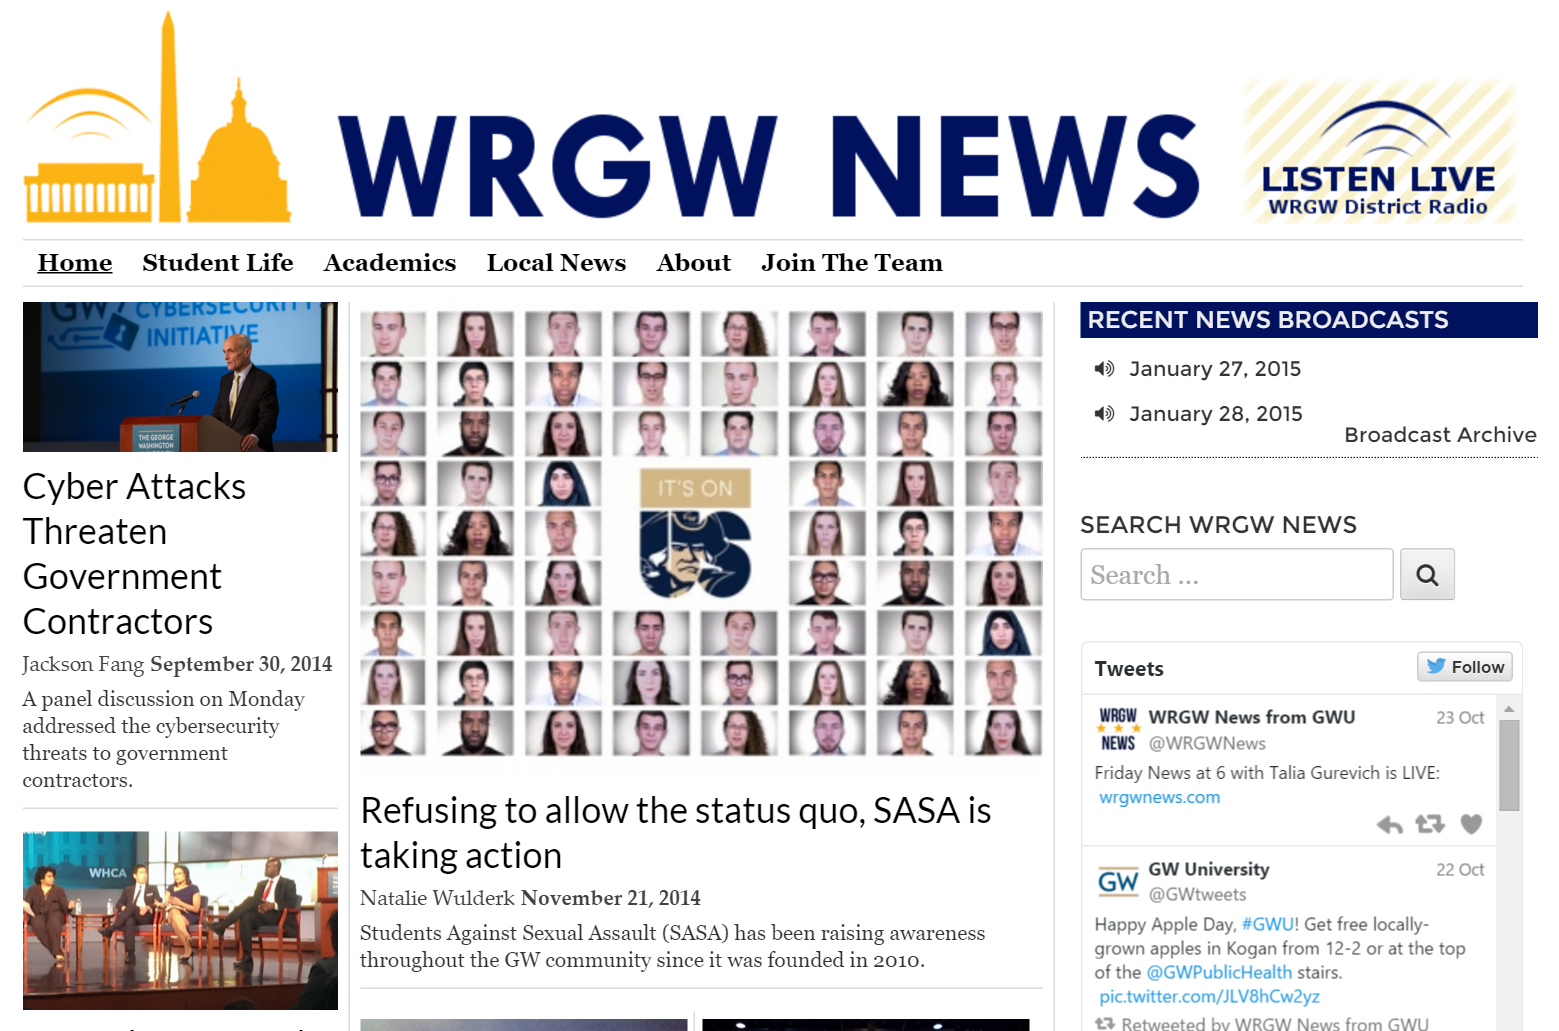 WRGW NEWS
LISTEN LIVE
WRGW District Radio
Home Student Life Academics Local News About Join The Team
GW CYBERSECURITY
INITIATIVE
THE GEORGE
WASHINGTON
Cyber Attacks
Threaten
Government
Contractors
Jackson Fang September 30, 2014
A panel discussion on Monday
addressed the cybersecurity
threats to government
contractors.
WHCA
IT'S ON
GW
Refusing to allow the status quo, SASA is
taking action
Natalie Wulderk November 21, 2014
Students Against Sexual Assault (SASA) has been raising awareness
throughout the GW community since it was founded in 2010.
RECENT NEWS BROADCASTS
January 27, 2015
January 28, 2015
Broadcast Archive
SEARCH WRGW NEWS
Search ...
Tweets
Follow
WRGW
NEWS
WRGW News from GWU 23 Oct
@WRGWNews
Friday News at 6 with Talia Gurevich is LIVE:
wrgwnews.com
GW
GW University 22 Oct
@GWtweets
Happy Apple Day, #GWU! Get free locally-
grown apples in Kogan from 12-2 or at the top
of the @GWPublicHealth stairs.
pic.twitter.com/JLV8hCw2yz
Retweeted by WRGW News from GWU